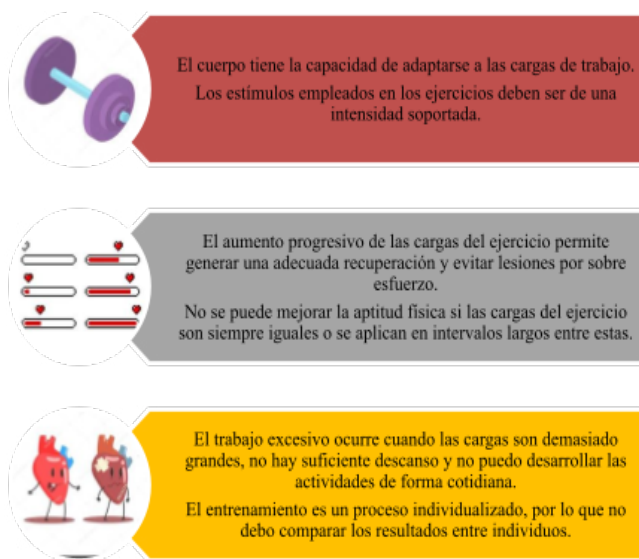 El cuerpo tiene la capacidad de adaptarse a las cargas de trabajo.
Los estímulos empleados en los ejercicios deben ser de una
intensidad soportada.
El aumento progresivo de las cargas del ejercicio permite
generar una adecuada recuperación y evitar lesiones por sobre
esfuerzo.
No se puede mejorar la aptitud física si las cargas del ejercicio
son siempre iguales o se aplican en intervalos largos entre estas.
El trabajo excesivo ocurre cuando las cargas son demasiado
grandes, no hay suficiente descanso y no puedo desarrollar las
actividades de forma cotidiana.
El entrenamiento es un proceso individualizado, por lo que no
debo comparar los resultados entre individuos.